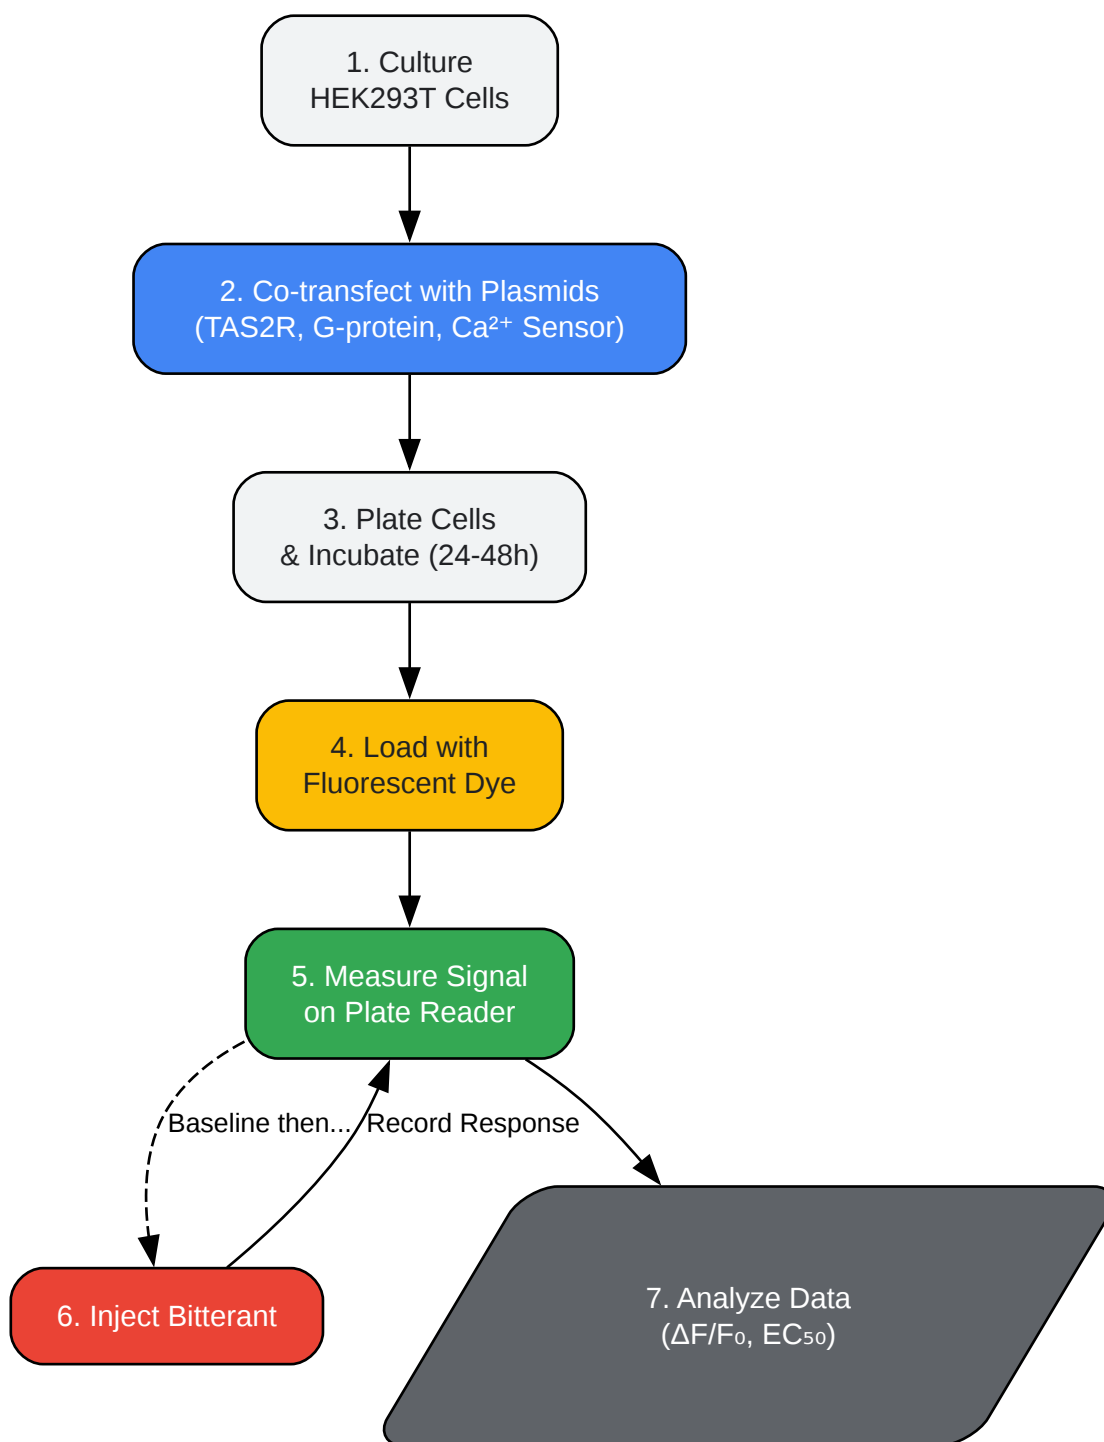 1. Culture
HEK293T Cells
2. Co-transfect with Plasmids
(TAS2R, G-protein, Ca²⁺ Sensor)
3. Plate Cells
& Incubate (24-48h)
4. Load with
Fluorescent Dye
5. Measure Signal
on Plate Reader
Baseline then...
Record Response
6. Inject Bitterant
7. Analyze Data
(ΔF/F₀, EC₅₀)